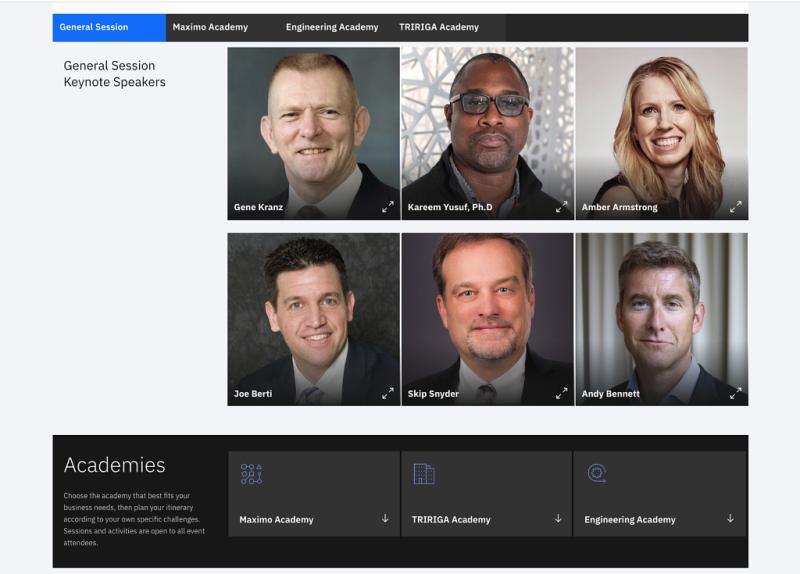 General Session
Maximo Academy
Engineering Academy
TRIRIGA Academy
General Session
Keynote Speakers
Gene Kranz
Kareem Yusuf, Ph.D
Amber Armstrong
Joe Berti
Skip Snyder
Andy Bennett
Academies
Choose the academy that best fits your
business needs, then plan your itinerary
according to your own specific challenges.
Sessions and activities are open to all event
attendees.
Maximo Academy
TRIRIGA Academy
Engineering Academy